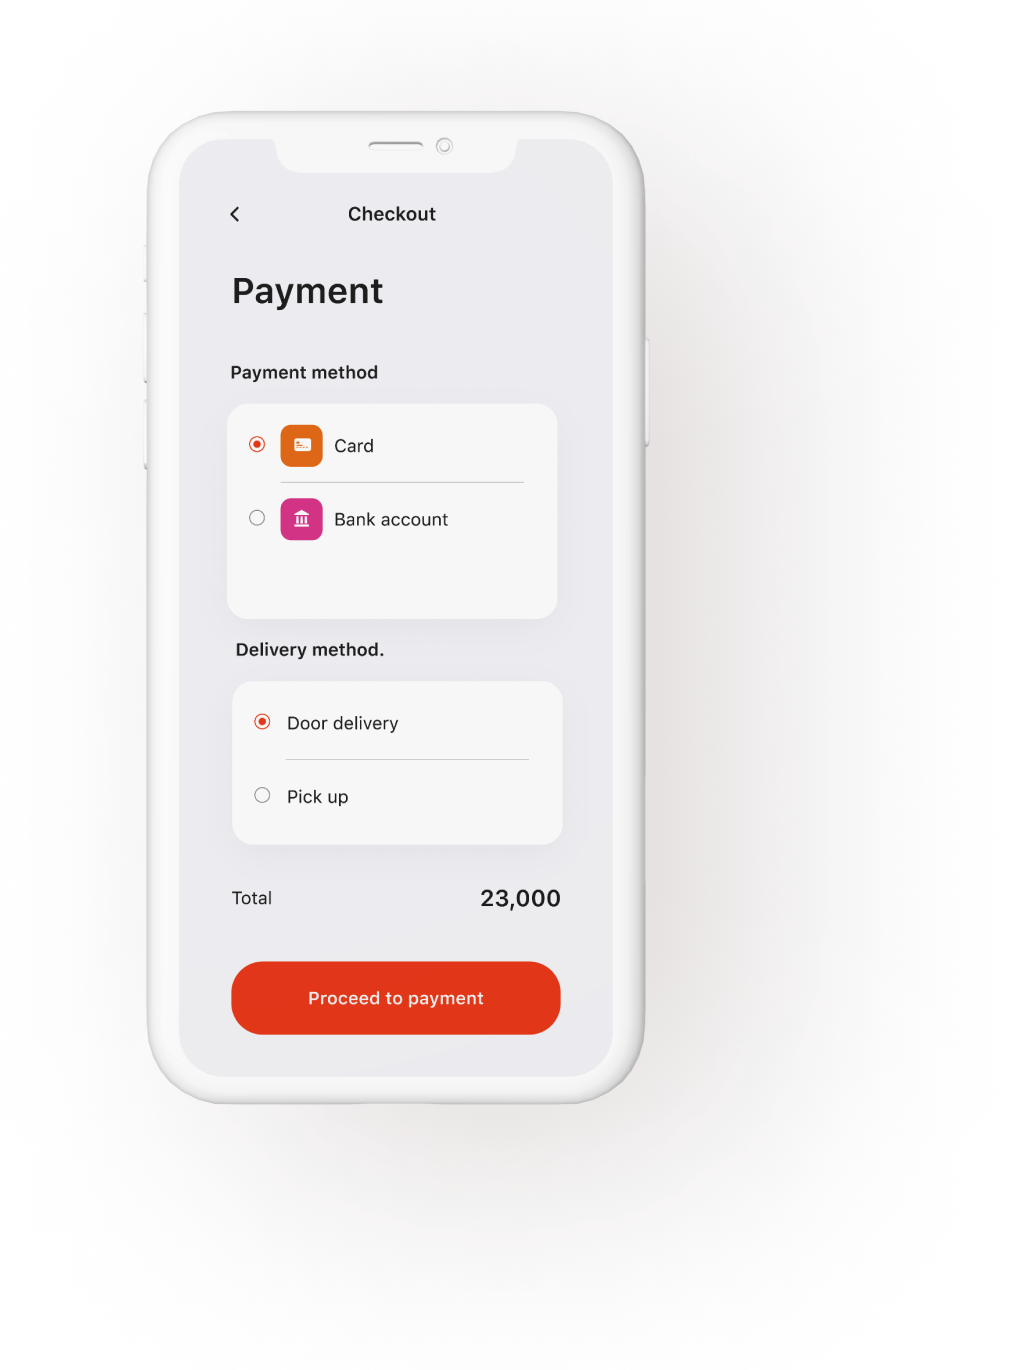 Checkout
Payment
Payment method
Card
Bank account
Delivery method.
Door delivery
Pick up
Total 23,000
Proceed to payment